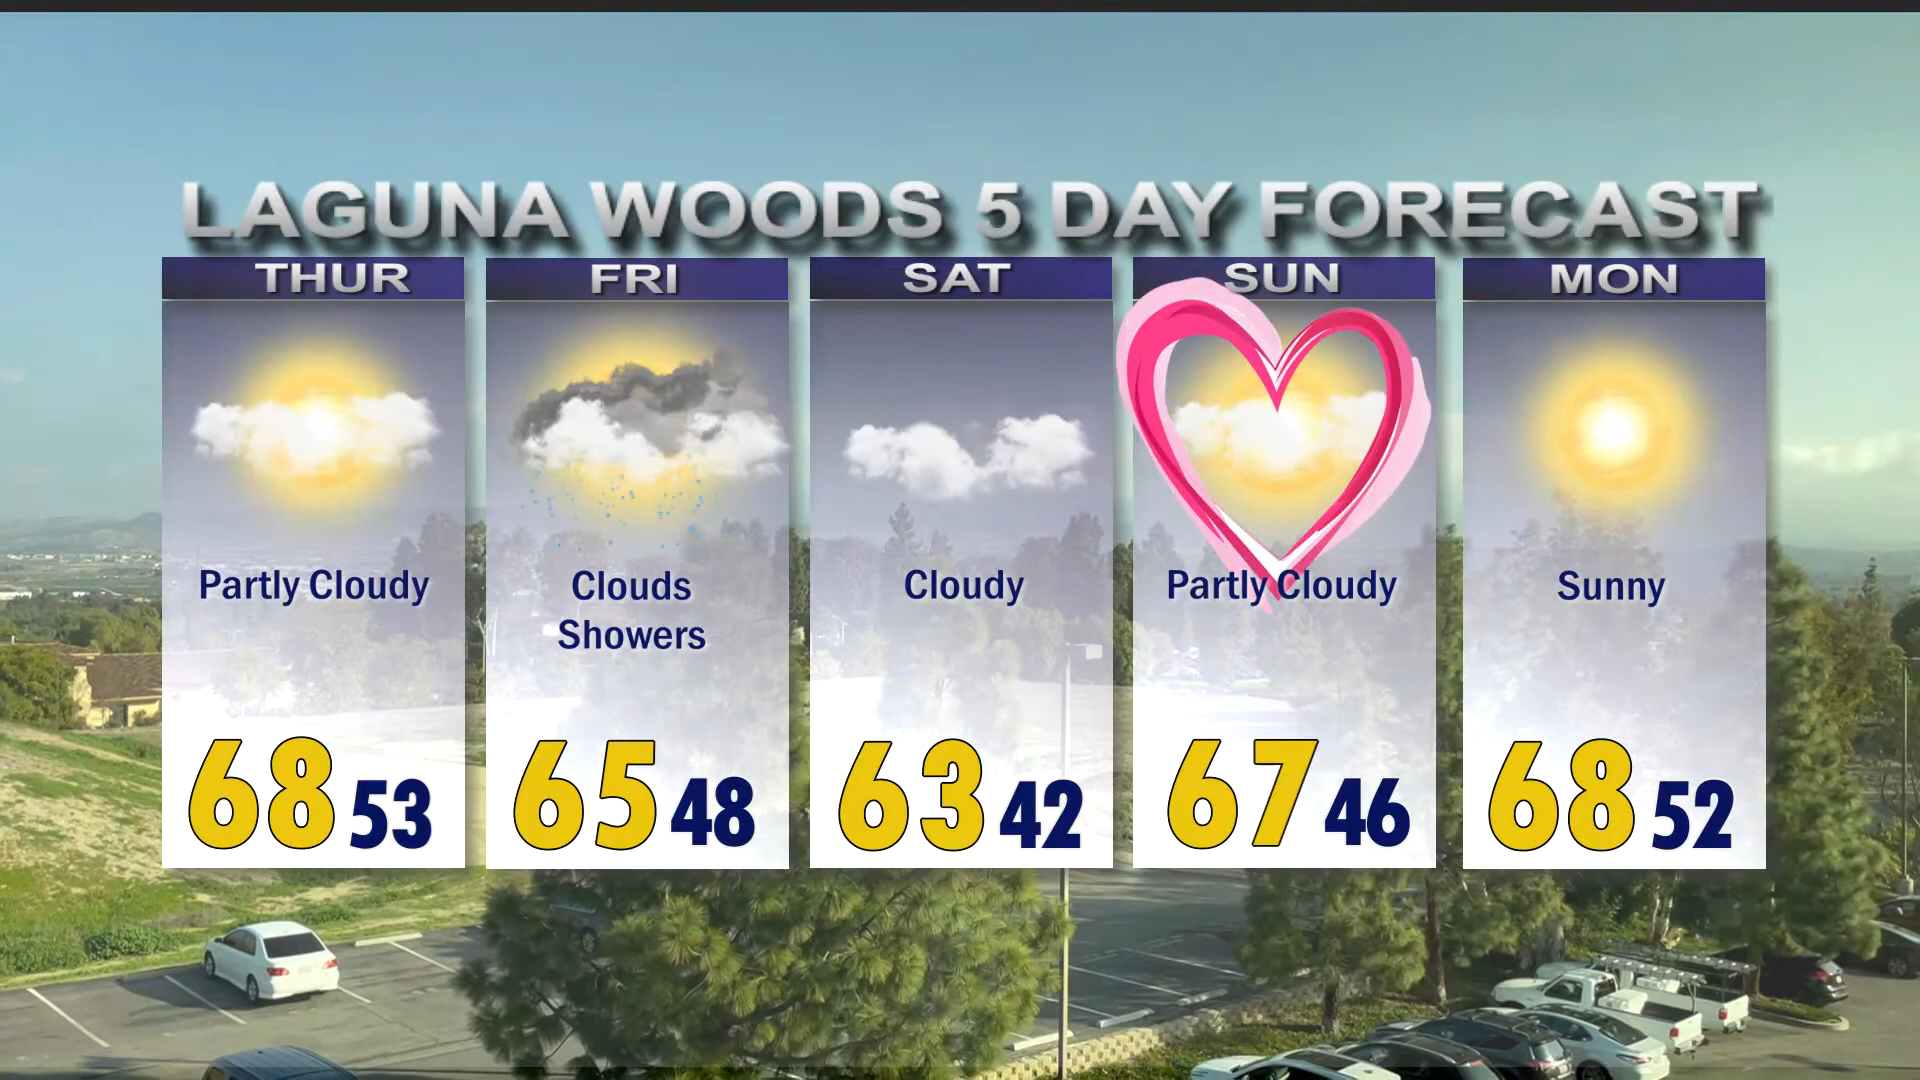 LAGUNA WOODS 5 DAY FORECAST
THUR
Partly Cloudy
68 53
FRI
Clouds
Showers
65 48
SAT
Cloudy
63 42
SUN
Partly Cloudy
67 46
MON
Sunny
68 52